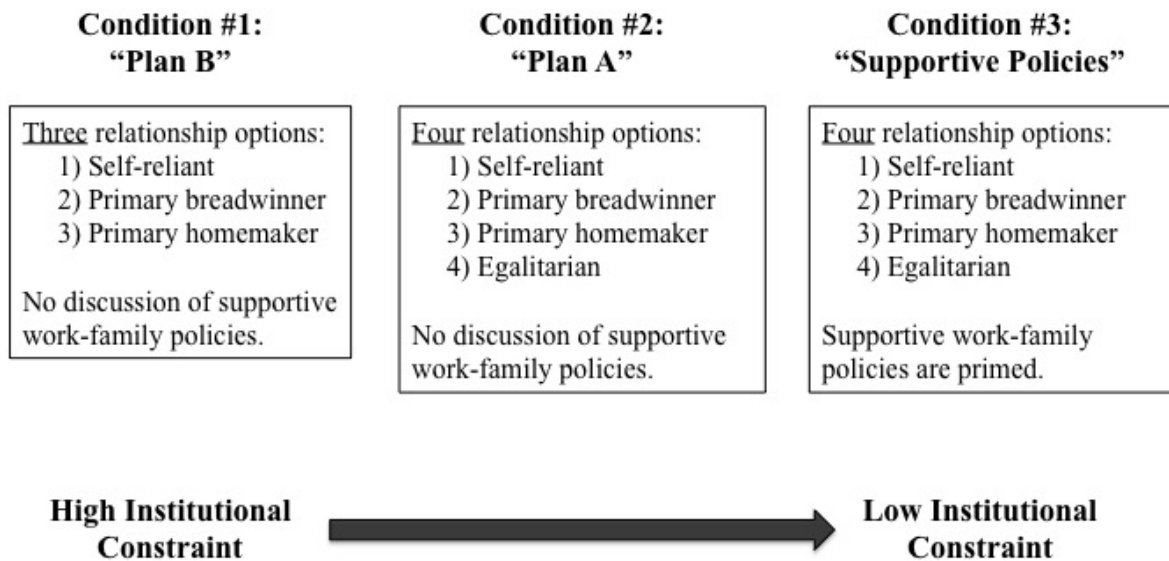 Condition #1:
“Plan B”
Three relationship options:
1) Self-reliant
2) Primary breadwinner
3) Primary homemaker
No discussion of supportive
work-family policies.
Condition #2:
“Plan A”
Four relationship options:
1) Self-reliant
2) Primary breadwinner
3) Primary homemaker
4) Egalitarian
No discussion of supportive
work-family policies.
Condition #3:
“Supportive Policies”
Four relationship options:
1) Self-reliant
2) Primary breadwinner
3) Primary homemaker
4) Egalitarian
Supportive work-family
policies are primed.
High Institutional
Constraint
Low Institutional
Constraint